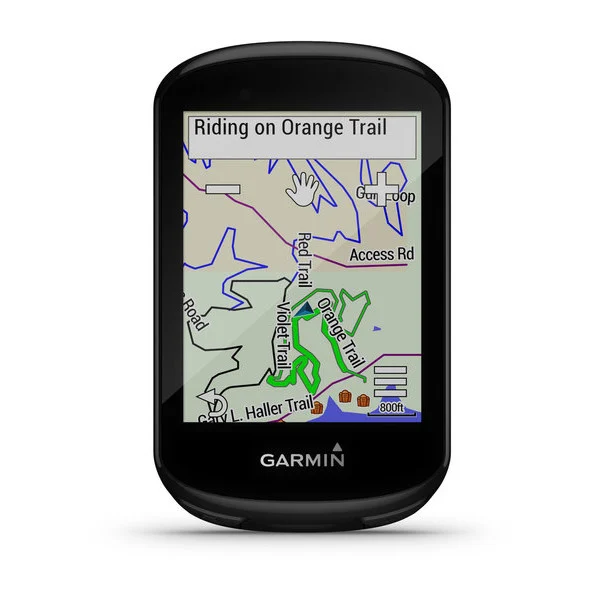 Riding on Orange Trail
Access Rd
Red Trail
Road
Violet Trail
Orange Trail
L. Haller Trail
800ft
GARMIN